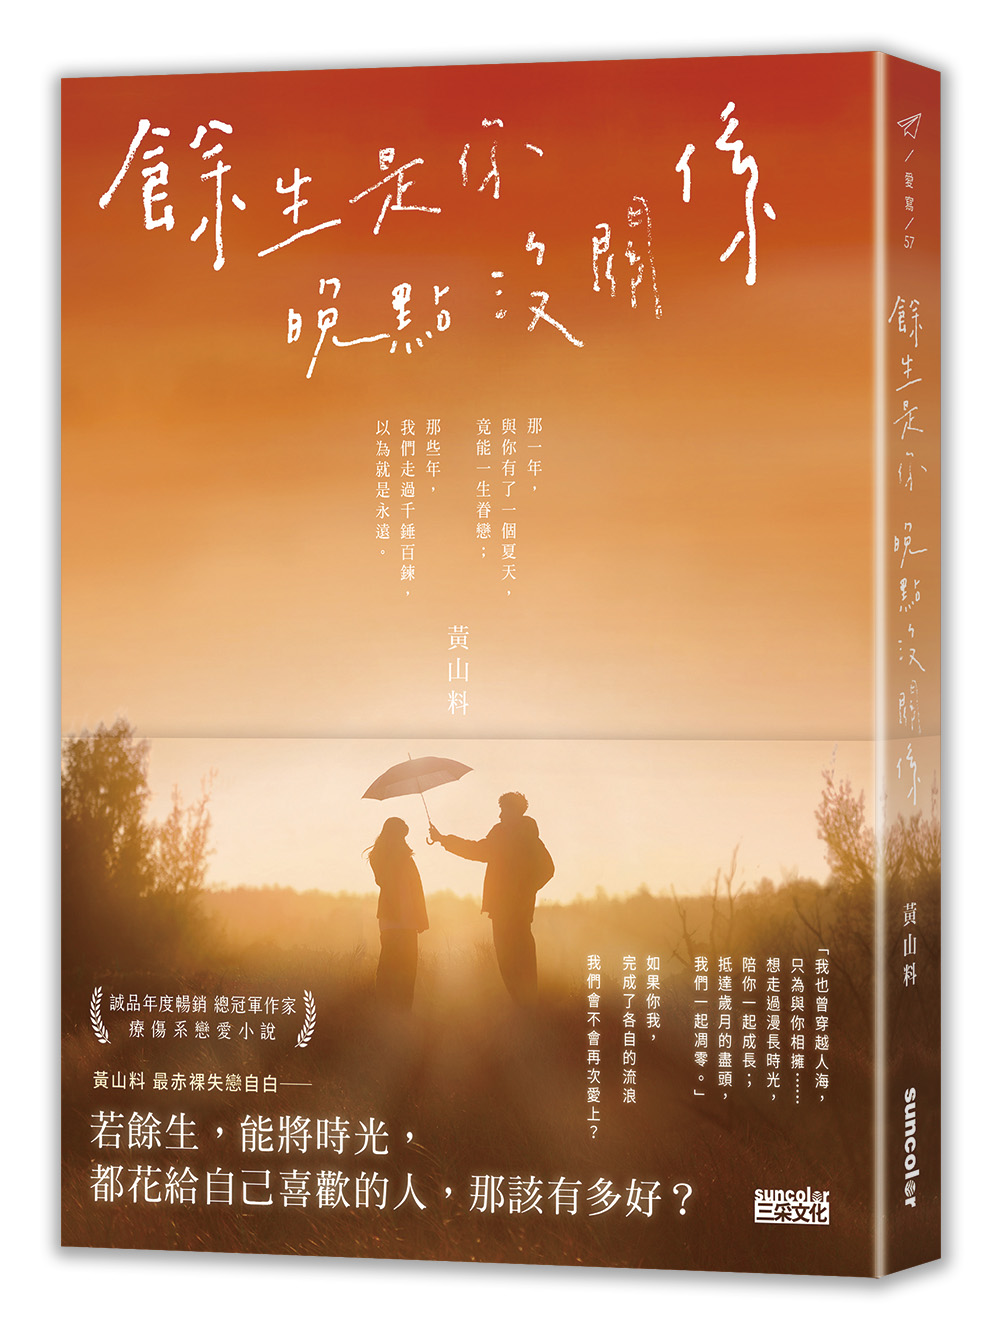 餘生是你
晚點沒關係
那一年，
與你有了一個夏天，
竟能一生眷戀；
那些年，
我們走過千錘百鍊，
以為就是永遠。
黃山料
「我也曾穿越人海，
只為與你相擁……
想走過漫長時光，
陪你一起成長；
抵達歲月的盡頭，
我們一起凋零。」
如果你我，
完成了各自的流浪
我們會不會再次愛上？
誠品年度暢銷 總冠軍作家
療傷系戀愛小說
黃山料 最赤裸失戀自白——
若餘生，能將時光，
都花給自己喜歡的人，那該有多好？
suncolor
三采文化
愛寫/57
餘生是你 晚點沒關係
黃山料
suncolor